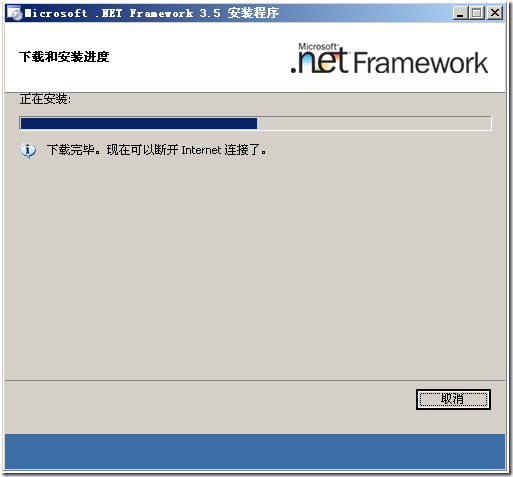 Microsoft .NET Framework 3.5 安装程序
下载和安装进度
Microsoft
.net Framework
正在安装:
下载完毕。现在可以断开 Internet 连接了。
取消